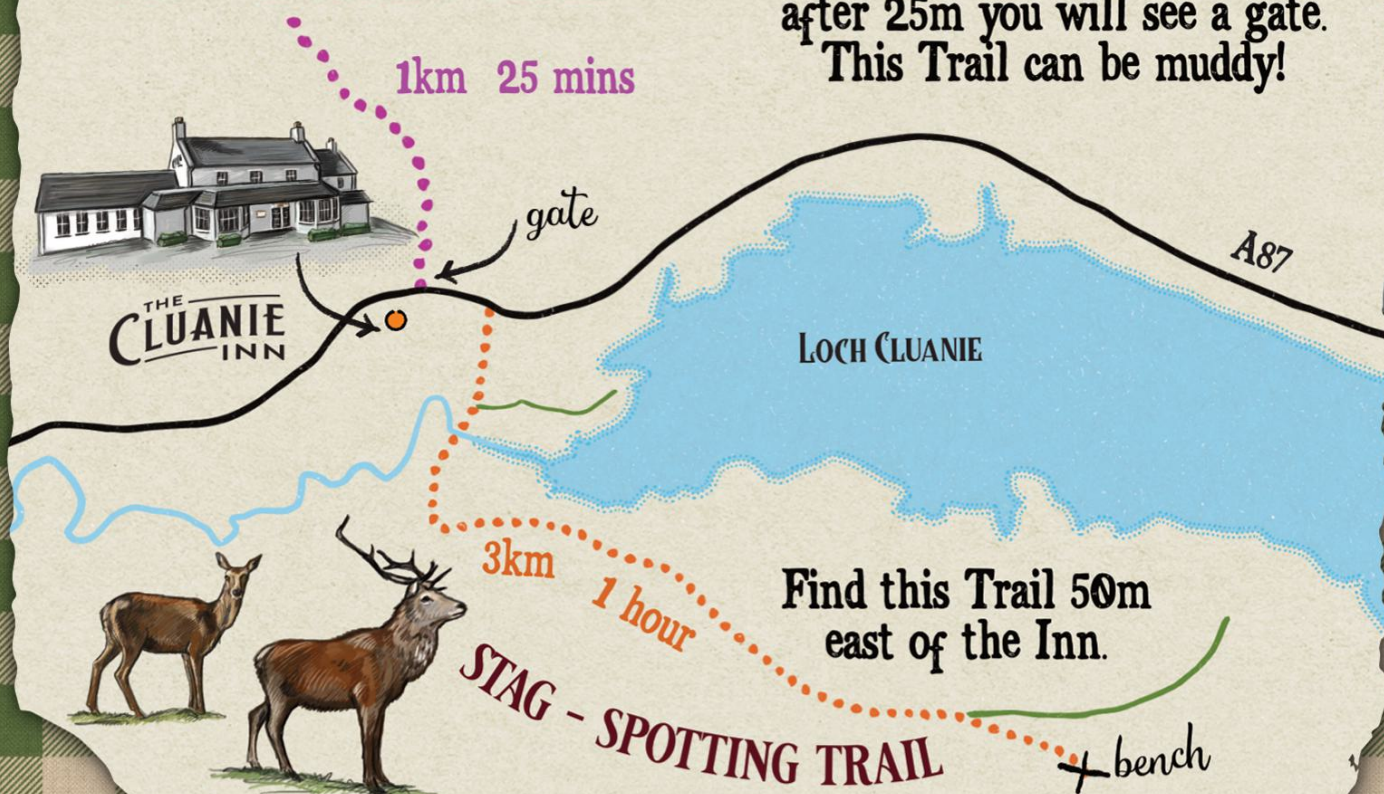 after 25m you will see a gate.
This Trail can be muddy!
1km 25 mins
gate
A87
THE
CLUANIE
INN
LOCH CLUANIE
3km
1 hour
Find this Trail 50m
east of the Inn.
STAG - SPOTTING TRAIL
bench